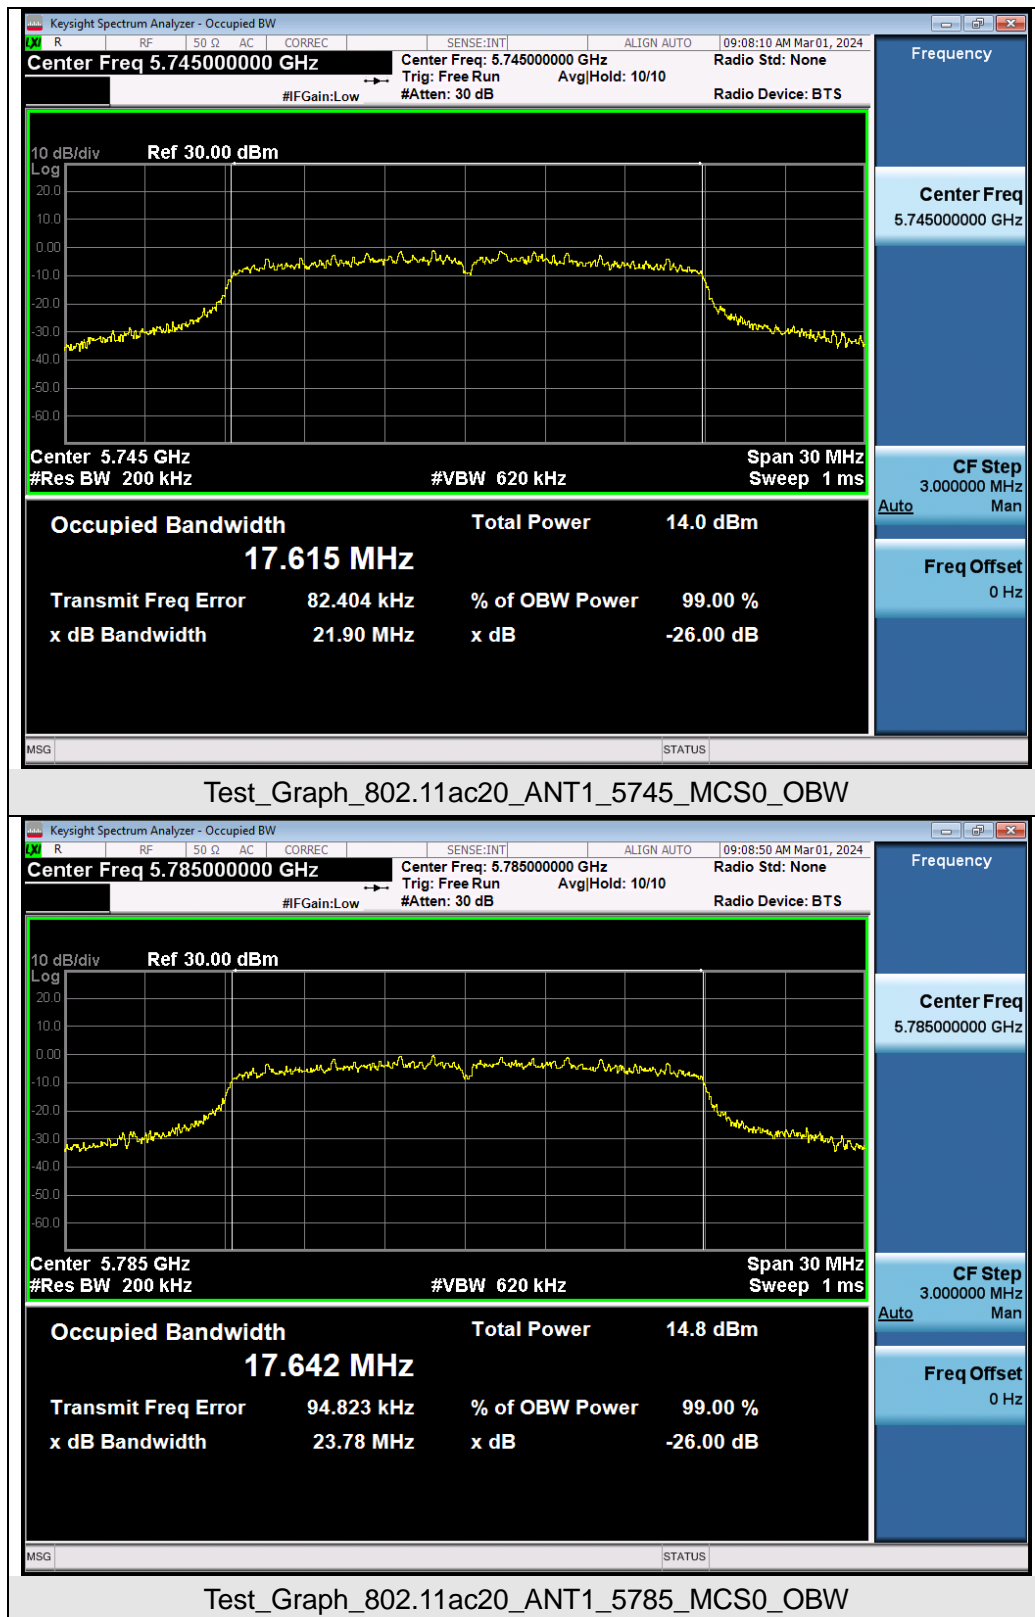 Keysight Spectrum Analyzer - Occupied BW
LXI R RF 50 Ω AC CORREC SENSE:INT ALIGN AUTO 09:08:10 AM Mar 01, 2024
Center Freq 5.745000000 GHz
Center Freq: 5.745000000 GHz
Radio Std: None
Trig: Free Run Avg|Hold: 10/10
#IFGain:Low
#Atten: 30 dB
Radio Device: BTS
Frequency
10 dB/div Ref 30.00 dBm
Log
20.0
10.0
0.00
-10.0
-20.0
-30.0
-40.0
-50.0
-60.0
Center 5.745 GHz Span 30 MHz
#Res BW 200 kHz #VBW 620 kHz Sweep 1 ms
Center Freq
5.745000000 GHz
CF Step
3.000000 MHz
Auto Man
Freq Offset
0 Hz
Occupied Bandwidth Total Power 14.0 dBm
17.615 MHz
Transmit Freq Error 82.404 kHz % of OBW Power 99.00 %
x dB Bandwidth 21.90 MHz x dB -26.00 dB
MSG STATUS
Test_Graph_802.11ac20_ANT1_5745_MCS0_OBW
Keysight Spectrum Analyzer - Occupied BW
LXI R RF 50 Ω AC CORREC SENSE:INT ALIGN AUTO 09:08:50 AM Mar 01, 2024
Center Freq 5.785000000 GHz
Center Freq: 5.785000000 GHz
Radio Std: None
Trig: Free Run Avg|Hold: 10/10
#IFGain:Low
#Atten: 30 dB
Radio Device: BTS
Frequency
10 dB/div Ref 30.00 dBm
Log
20.0
10.0
0.00
-10.0
-20.0
-30.0
-40.0
-50.0
-60.0
Center 5.785 GHz Span 30 MHz
#Res BW 200 kHz #VBW 620 kHz Sweep 1 ms
Center Freq
5.785000000 GHz
CF Step
3.000000 MHz
Auto Man
Freq Offset
0 Hz
Occupied Bandwidth Total Power 14.8 dBm
17.642 MHz
Transmit Freq Error 94.823 kHz % of OBW Power 99.00 %
x dB Bandwidth 23.78 MHz x dB -26.00 dB
MSG STATUS
Test_Graph_802.11ac20_ANT1_5785_MCS0_OBW